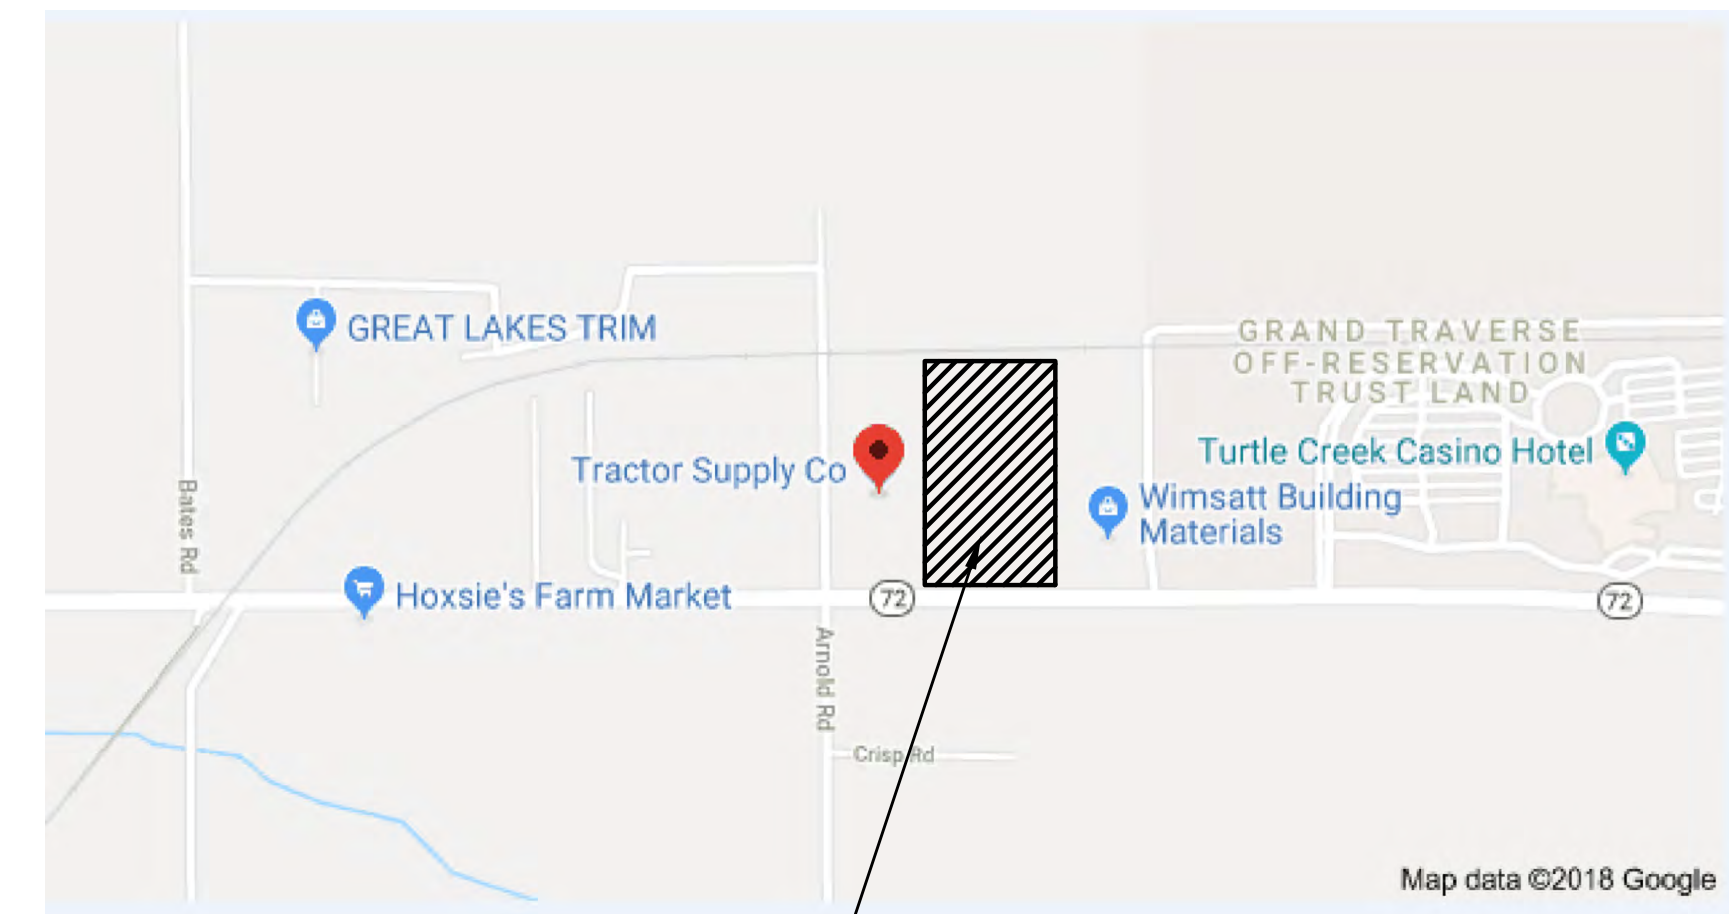 GREAT LAKES TRIM
GRAND TRAVERSE
OFF-RESERVATION
TRUST LAND
Turtle Creek Casino Hotel
Tractor Supply Co
Wimsatt Building
Materials
Bates Rd
Hoxsie's Farm Market
72
72
Arnold Rd
Crisp Rd
Map data ©2018 Google